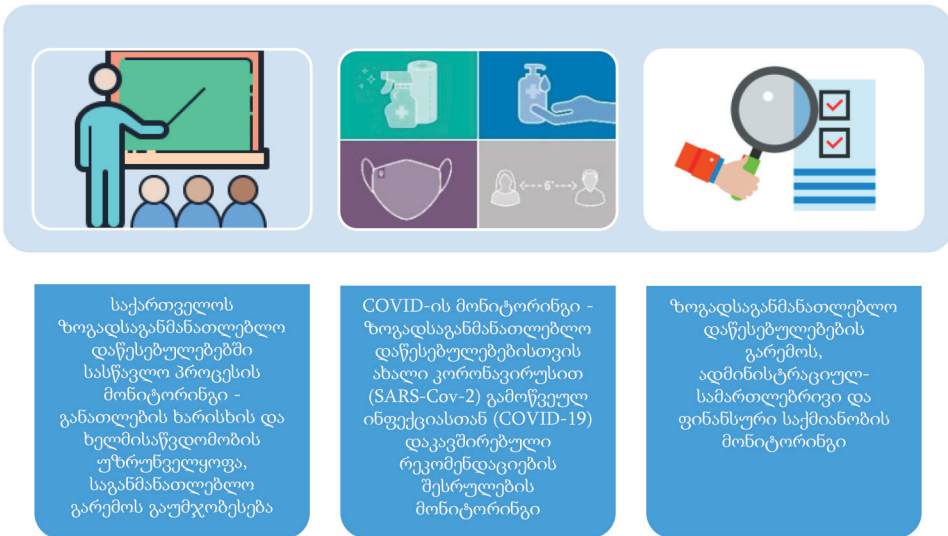 6'
საქართველოს
ზოგადსაგანმანათლებლო
დაწესებულებებში
სასწავლო პროცესის
მონიტორინგი -
განათლების ხარისხის და
ხელმისაწვდომობის
უზრუნველყოფა,
საგანმანათლებლო
გარემოს გაუმჯობესება
COVID-ის მონიტორინგი -
ზოგადსაგანმანათლებლო
დაწესებულებებისთვის
ახალი კორონავირუსით
(SARS-Cov-2) გამოწვეულ
ინფექციასთან (COVID-19)
დაკავშირებული
რეკომენდაციების
შესრულების
მონიტორინგი
ზოგადსაგანმანათლებლო
დაწესებულებების
გარემოს,
ადმინისტრაციულ-
სამართლებრივი და
ფინანსური საქმიანობის
მონიტორინგი